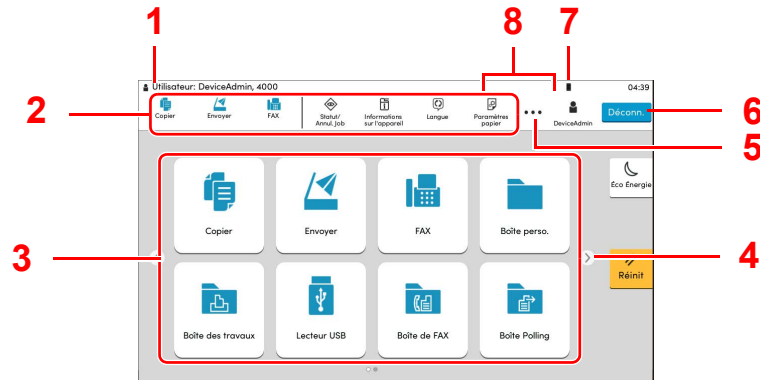 1 8 7
Utilisateur: DeviceAdmin, 4000 04:39
2 Copier Envoyer FAX Statut/ Annul. Job Informations sur l'appareil Langue Paramètres papier ••• DeviceAdmin Déconn. 6
5
Éco Énergie
Copier Envoyer FAX Boîte perso.
3 4
Réinit
Boîte des travaux Lecteur USB Boîte de FAX Boîte Polling